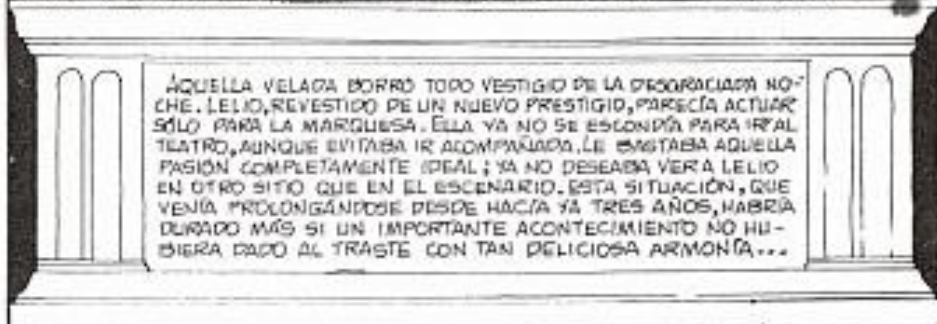 AQUELLA VELADA BORRÓ TODO VESTIGIO DE LA DESGRACIADA NO-
CHE. LELIO, REVESTIDO DE UN NUEVO PRESTIGIO, PARECÍA ACTUAR
SÓLO PARA LA MARQUESA. ELLA YA NO SE ESCONDÍA PARA IR AL
TEATRO, AUNQUE EVITABA IR ACOMPAÑADA. LE BASTABA AQUELLA
PASIÓN COMPLETAMENTE IDEAL; YA NO DESEABA VER A LELIO
EN OTRO SITIO QUE EN EL ESCENARIO. ESTA SITUACIÓN, QUE
VENÍA PROLONGÁNDOSE DESDE HACÍA YA TRES AÑOS, HABRÍA
DURADO MÁS SI UN IMPORTANTE ACONTECIMIENTO NO HU-
BIERA DADO AL TRASTE CON TAN DELICIOSA ARMONÍA...